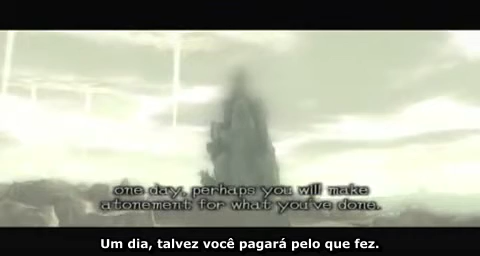 one day, perhaps you will make
atonement for what you've done.
Um dia, talvez você pagará pelo que fez.